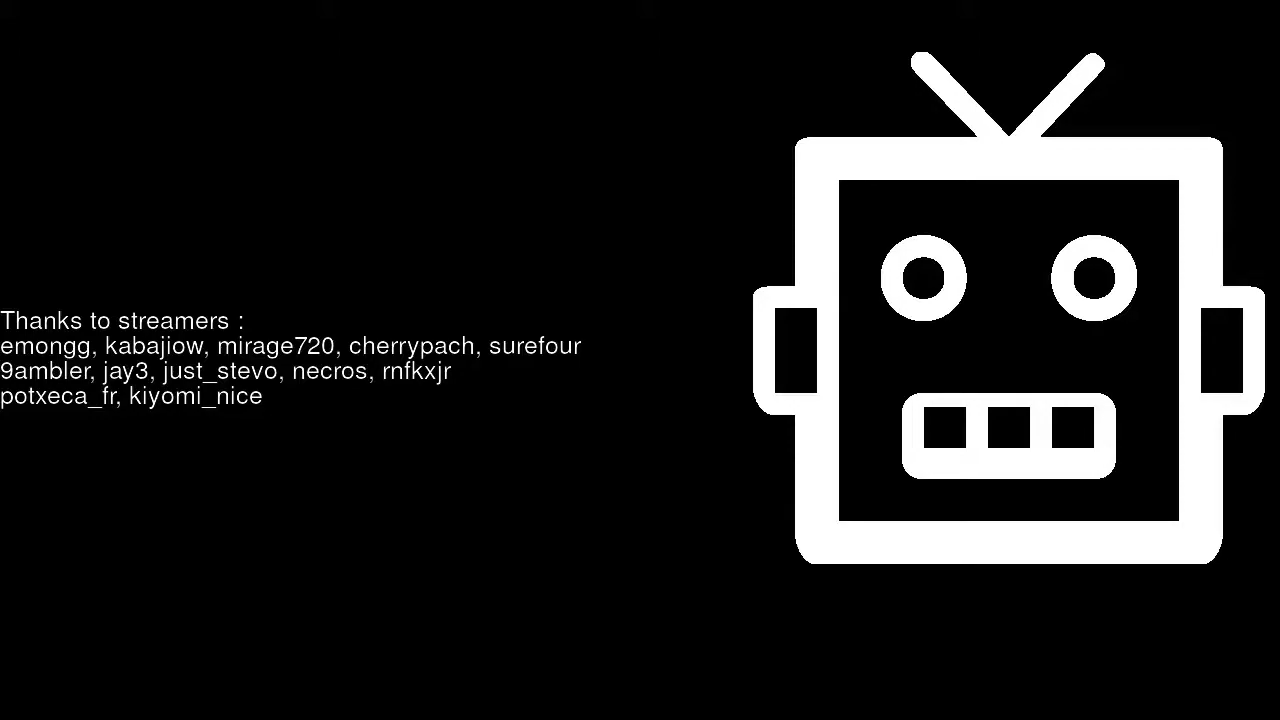 Thanks to streamers :
emongg, kabajiow, mirage720, cherrypach, surefour
9ambler, jay3, just_stevo, necros, rnfkxjr
potxeca_fr, kiyomi_nice